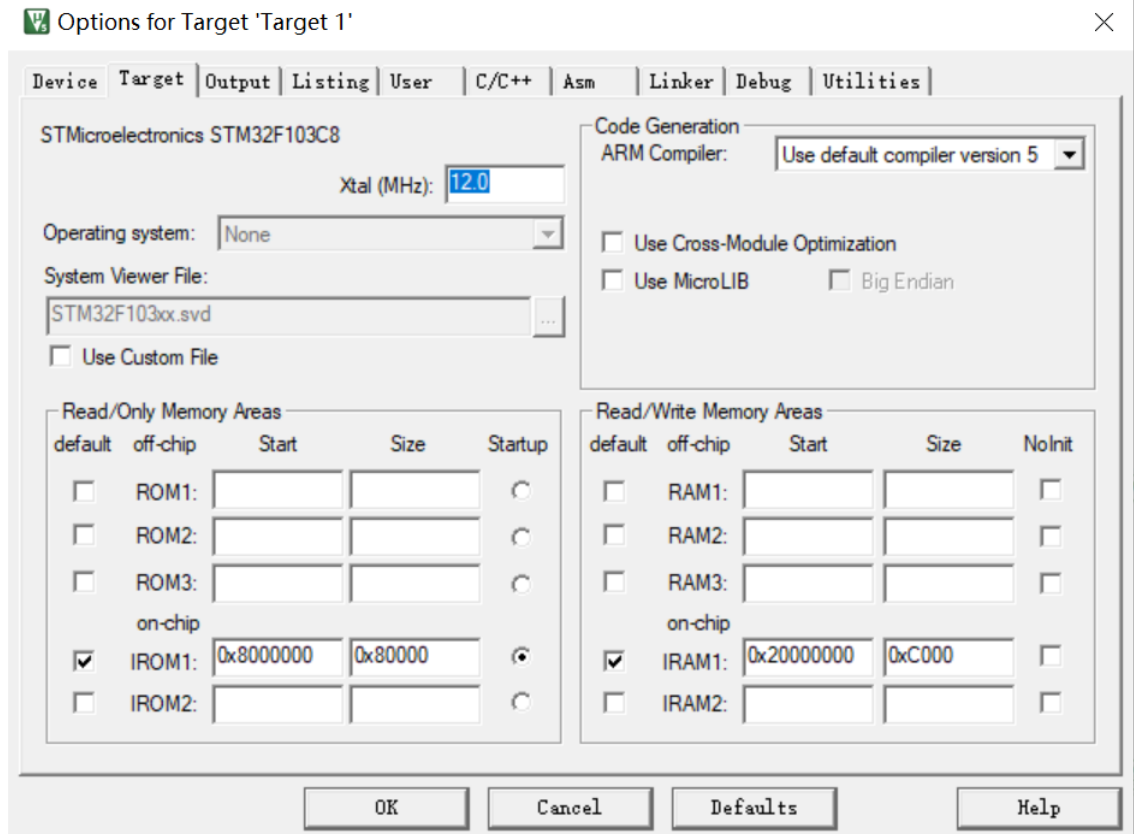 Options for Target 'Target 1'
Device Target Output Listing User C/C++ Asm Linker Debug Utilities
STMicroelectronics STM32F103C8
Xtal (MHz): 12.0
Operating system: None
System Viewer File:
STM32F103xx.svd
...
Use Custom File
Code Generation
ARM Compiler: Use default compiler version 5
Use Cross-Module Optimization
Use MicroLIB Big Endian
Read/Only Memory Areas
default off-chip Start Size Startup
ROM1:
ROM2:
ROM3:
on-chip
IROM1: 0x8000000 0x80000
IROM2:
Read/Write Memory Areas
default off-chip Start Size NoInit
RAM1:
RAM2:
RAM3:
on-chip
IRAM1: 0x20000000 0xC000
IRAM2:
OK Cancel Defaults Help